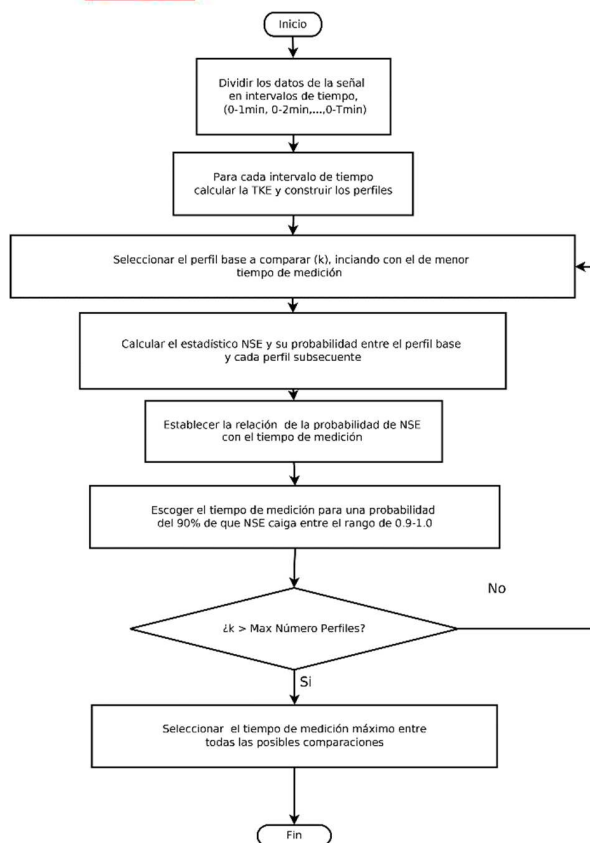 Inicio
Dividir los datos de la señal
en intervalos de tiempo,
(0-1min, 0-2min,...,0-Tmin)
Para cada intervalo de tiempo
calcular la TKE y construir los perfiles
Seleccionar el perfil base a comparar (k), inciando con el de menor
tiempo de medición
Calcular el estadístico NSE y su probabilidad entre el perfil base
y cada perfil subsecuente
Establecer la relación de la probabilidad de NSE
con el tiempo de medición
Escoger el tiempo de medición para una probabilidad
del 90% de que NSE caiga entre el rango de 0.9-1.0
No
¿k > Max Número Perfiles?
Si
Seleccionar el tiempo de medición máximo entre
todas las posibles comparaciones
Fin